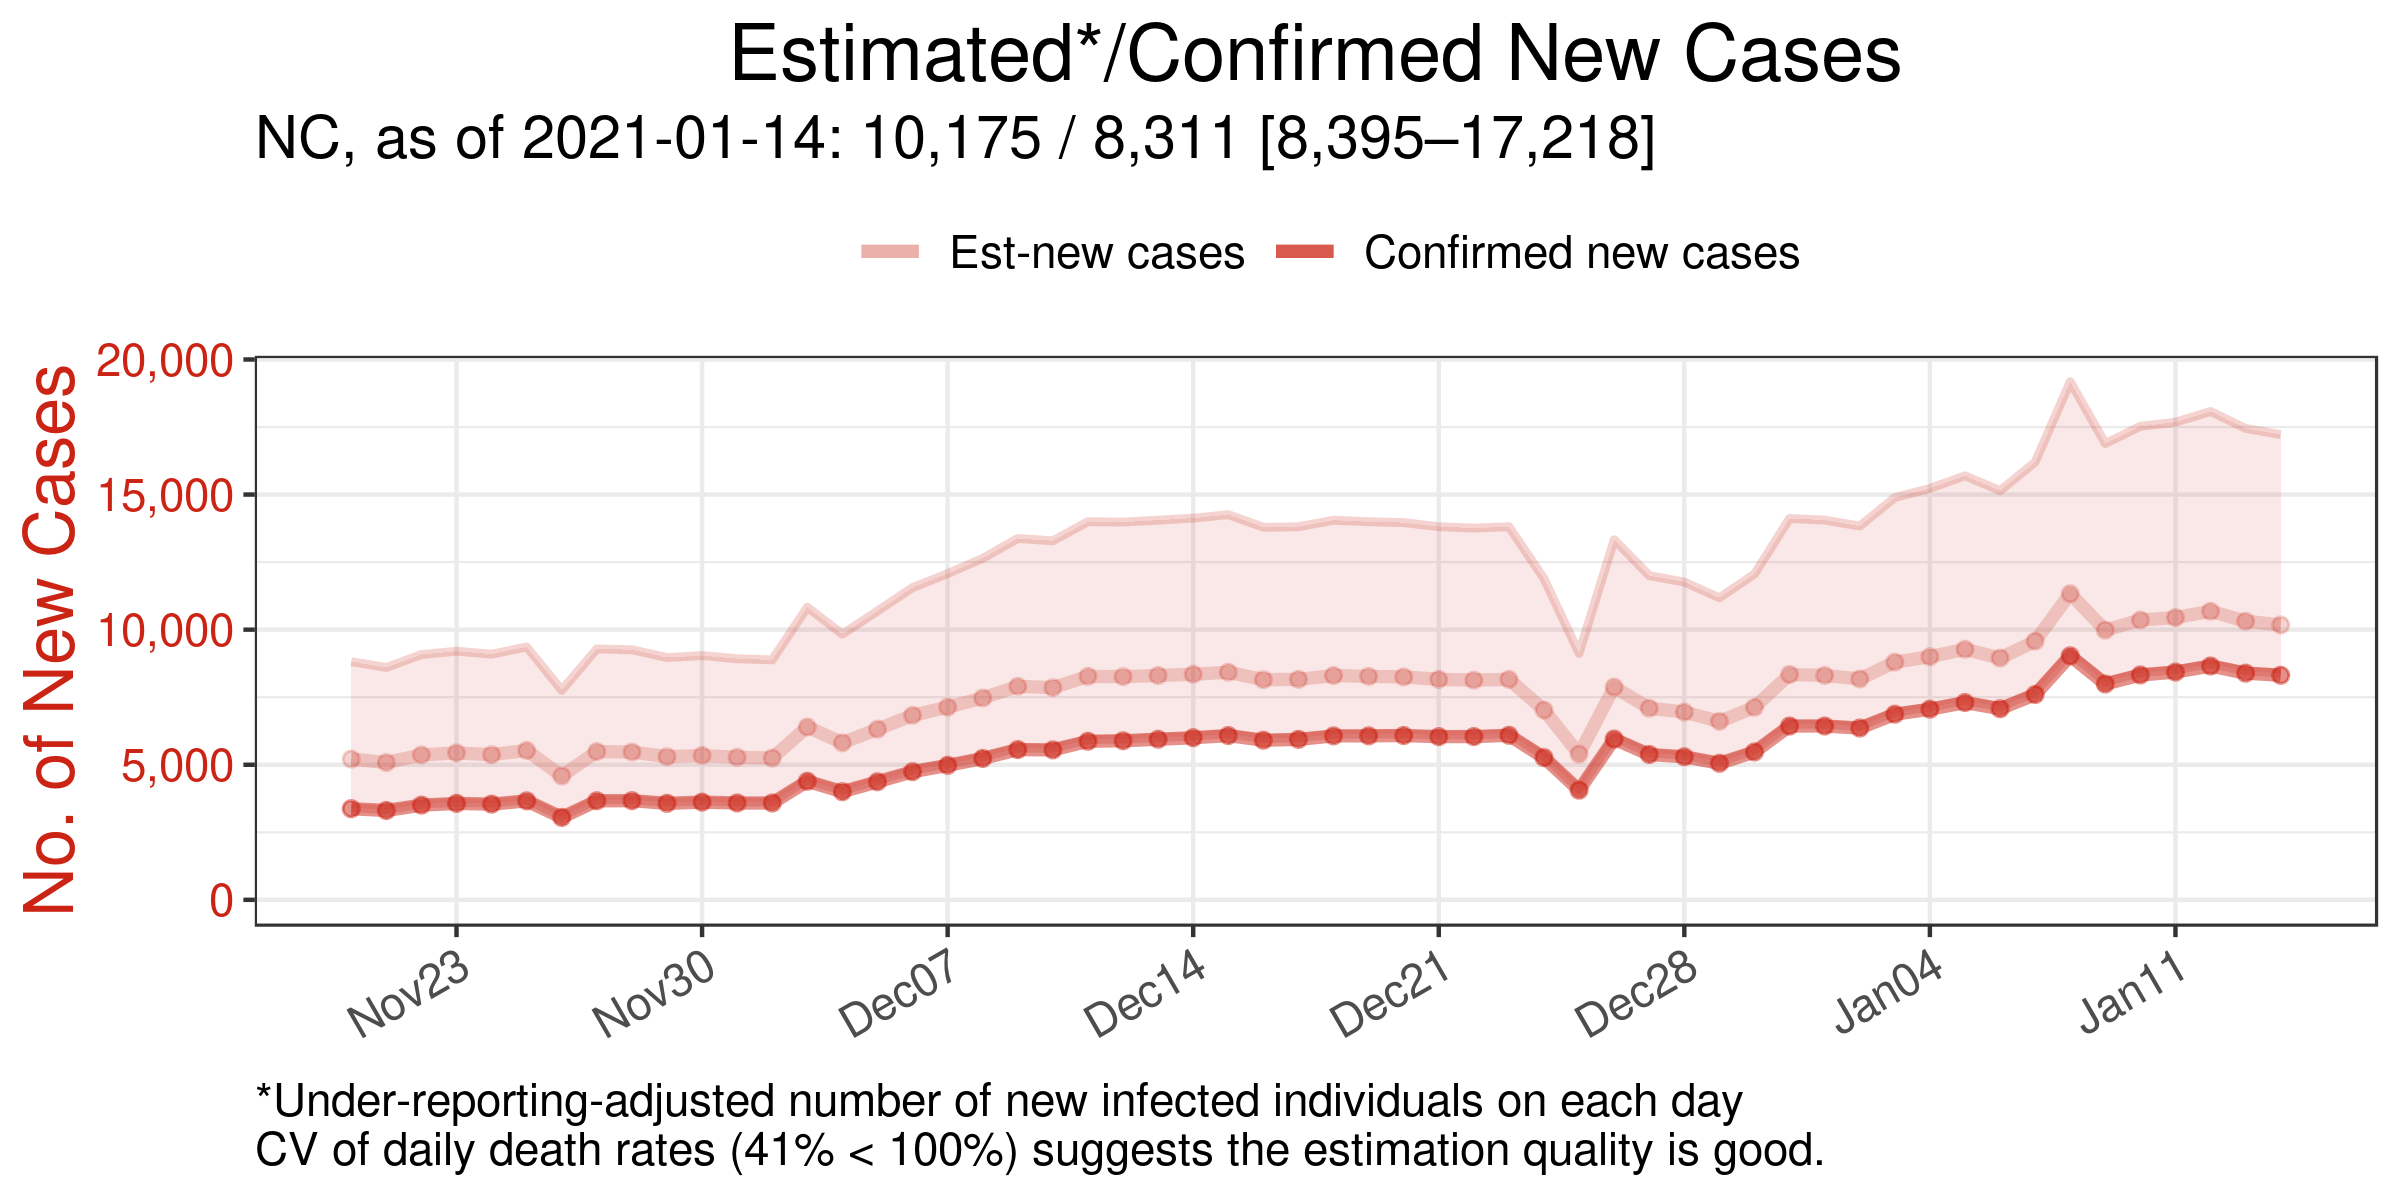 Estimated*/Confirmed New Cases
NC, as of 2021-01-14: 10,175 / 8,311 [8,395–17,218]
Est-new cases
Confirmed new cases
No. of New Cases
20,000
15,000
10,000
5,000
0
Nov23
Nov30
Dec07
Dec14
Dec21
Dec28
Jan04
Jan11
*Under-reporting-adjusted number of new infected individuals on each day
CV of daily death rates (41% < 100%) suggests the estimation quality is good.